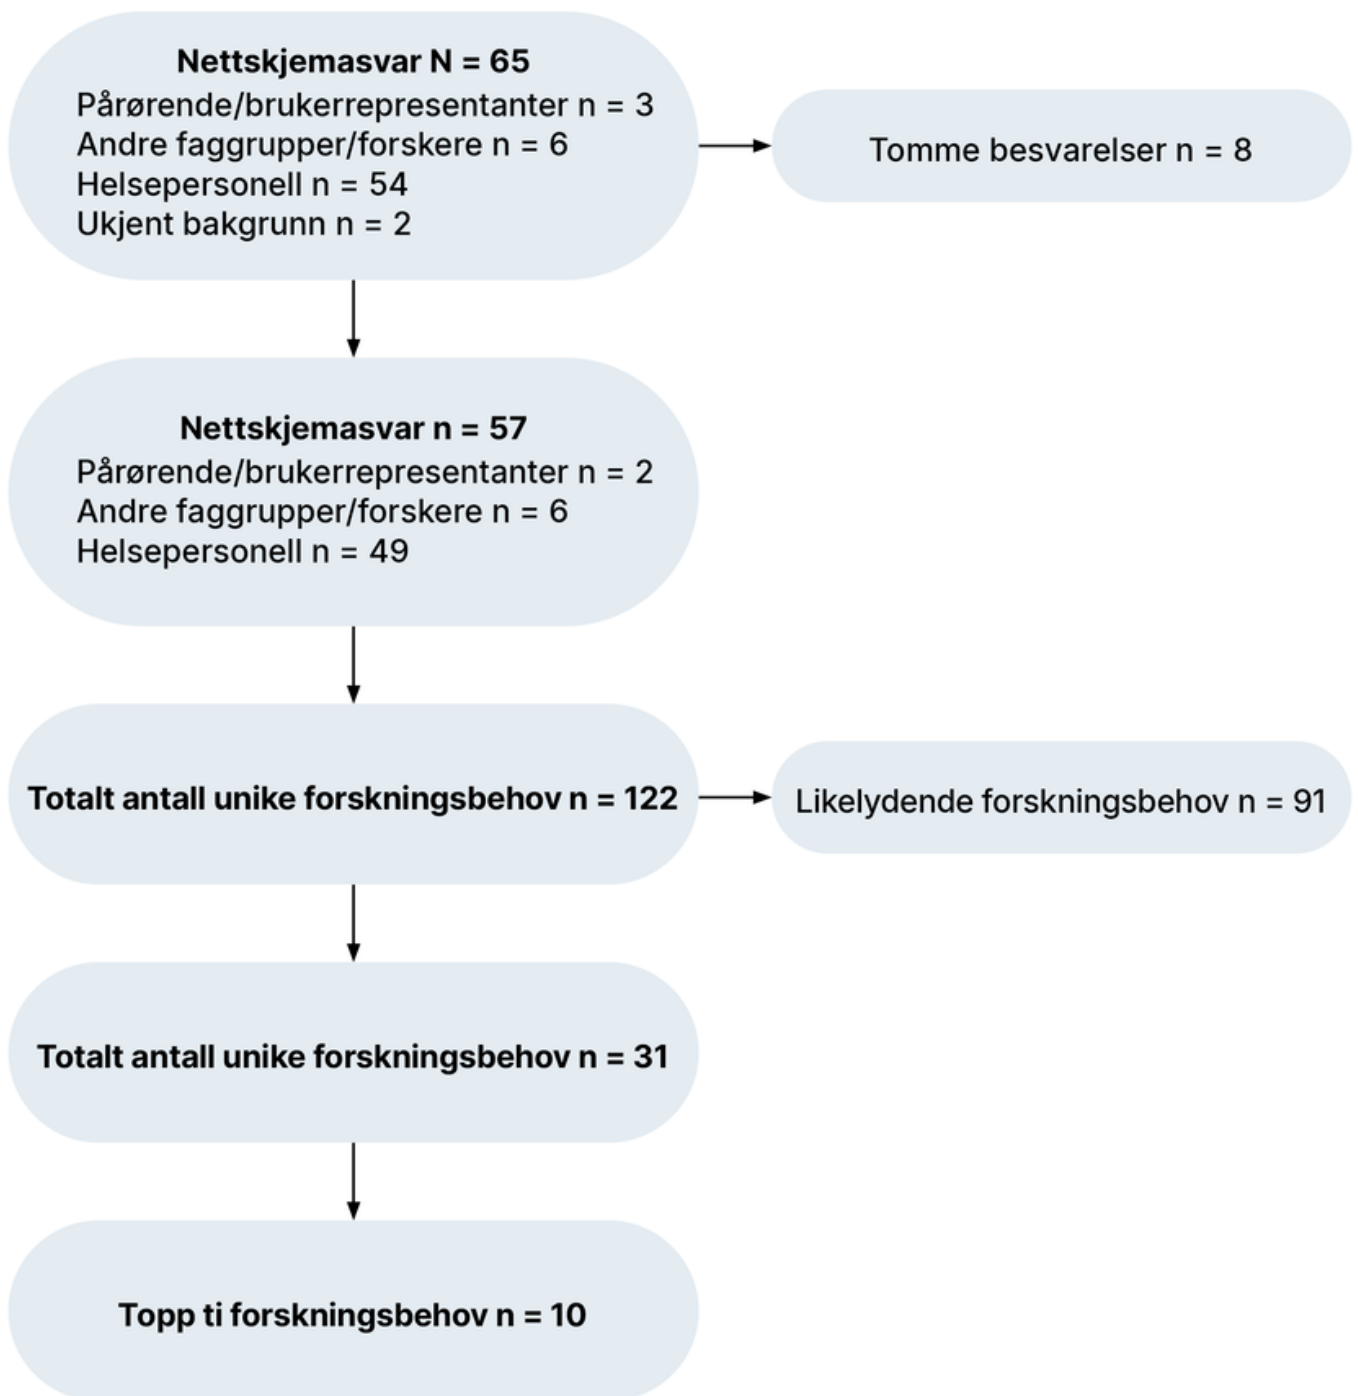 Nettskjemasvar N = 65
Pårørende/brukerrepresentanter n = 3
Andre faggrupper/forskere n = 6
Helsepersonell n = 54
Ukjent bakgrunn n = 2
Tomme besvarelser n = 8
Nettskjemasvar n = 57
Pårørende/brukerrepresentanter n = 2
Andre faggrupper/forskere n = 6
Helsepersonell n = 49
Totalt antall unike forskningsbehov n = 122
Likelydende forskningsbehov n = 91
Totalt antall unike forskningsbehov n = 31
Topp ti forskningsbehov n = 10